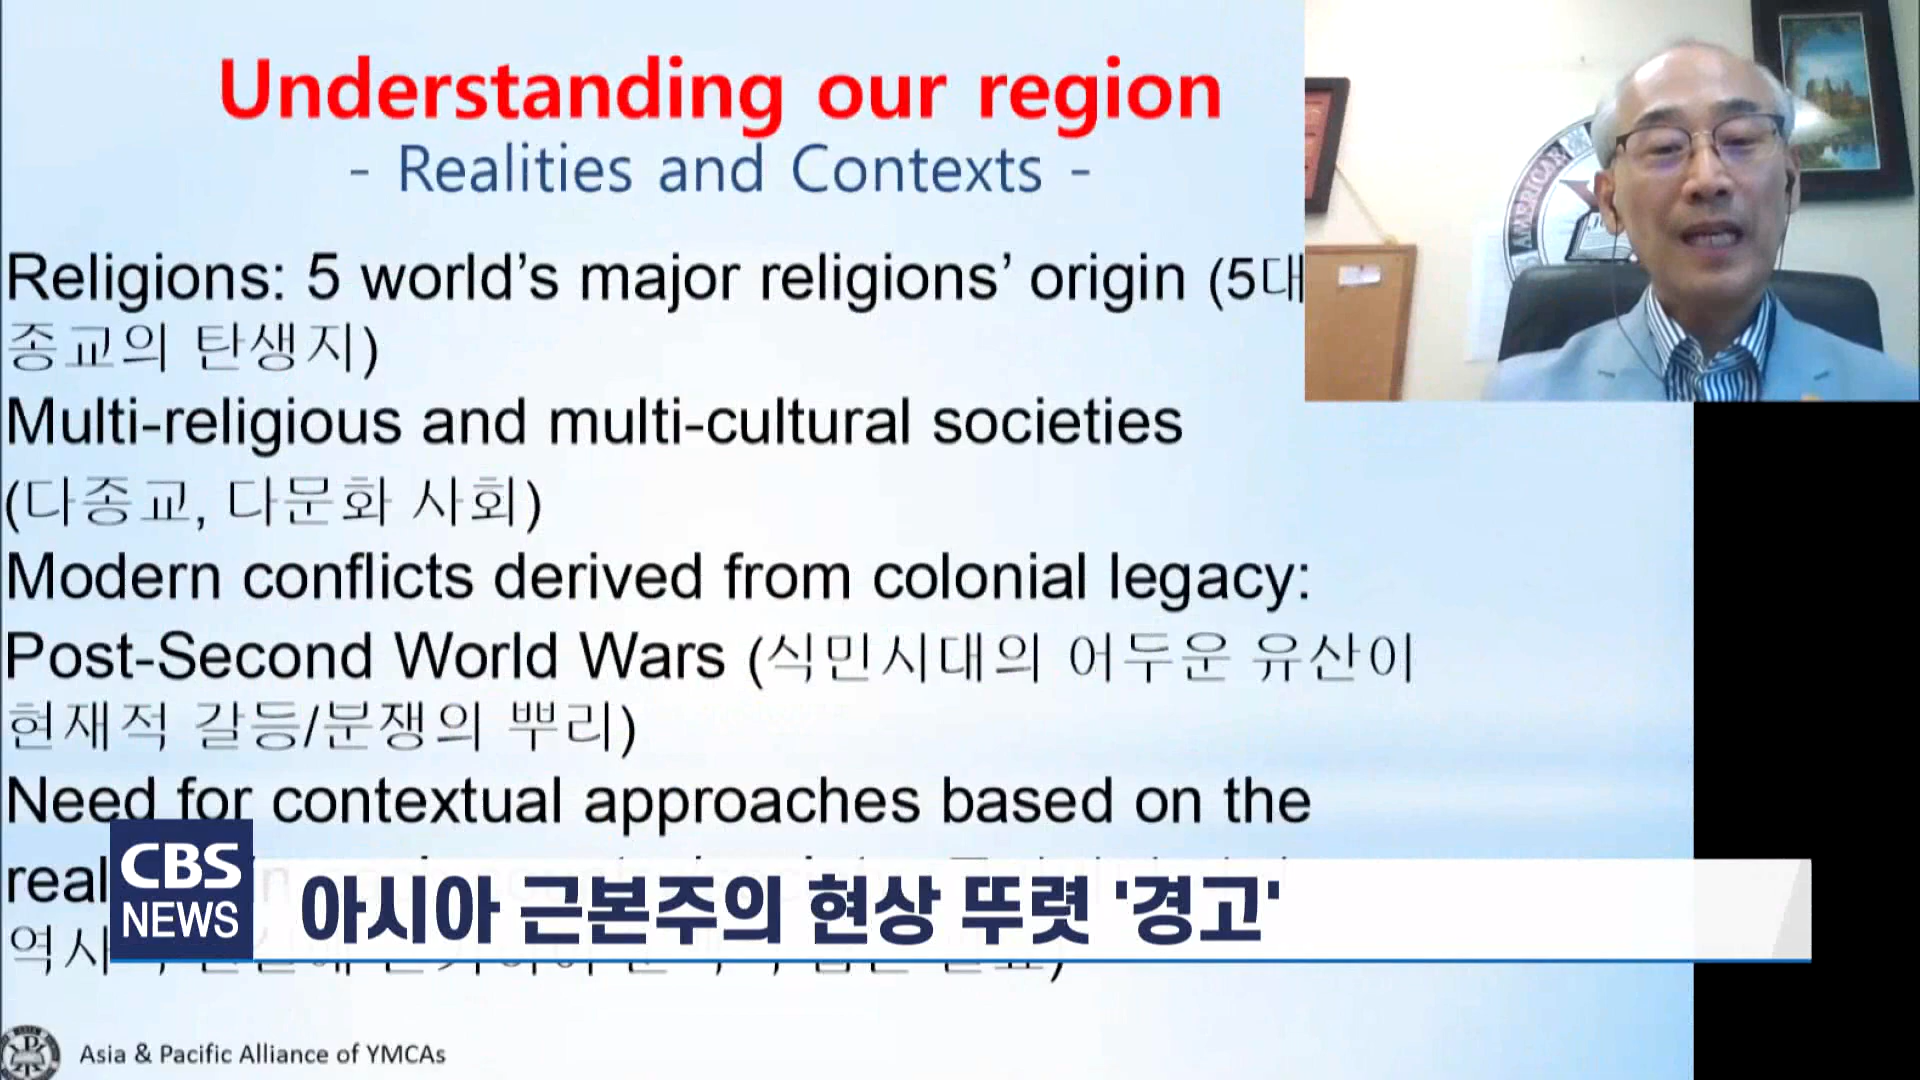 Understanding our region
- Realities and Contexts -
Religions: 5 world's major religions' origin (5대
종교의 탄생지)
Multi-religious and multi-cultural societies
(다종교, 다문화 사회)
Modern conflicts derived from colonial legacy:
Post-Second World Wars (식민시대의 어두운 유산이
현재적 갈등/분쟁의 뿌리)
Need for contextual approaches based on the
real
역사
CBS
NEWS
아시아 근본주의 현상 뚜렷 '경고'
Asia & Pacific Alliance of YMCAs
AMERICAN